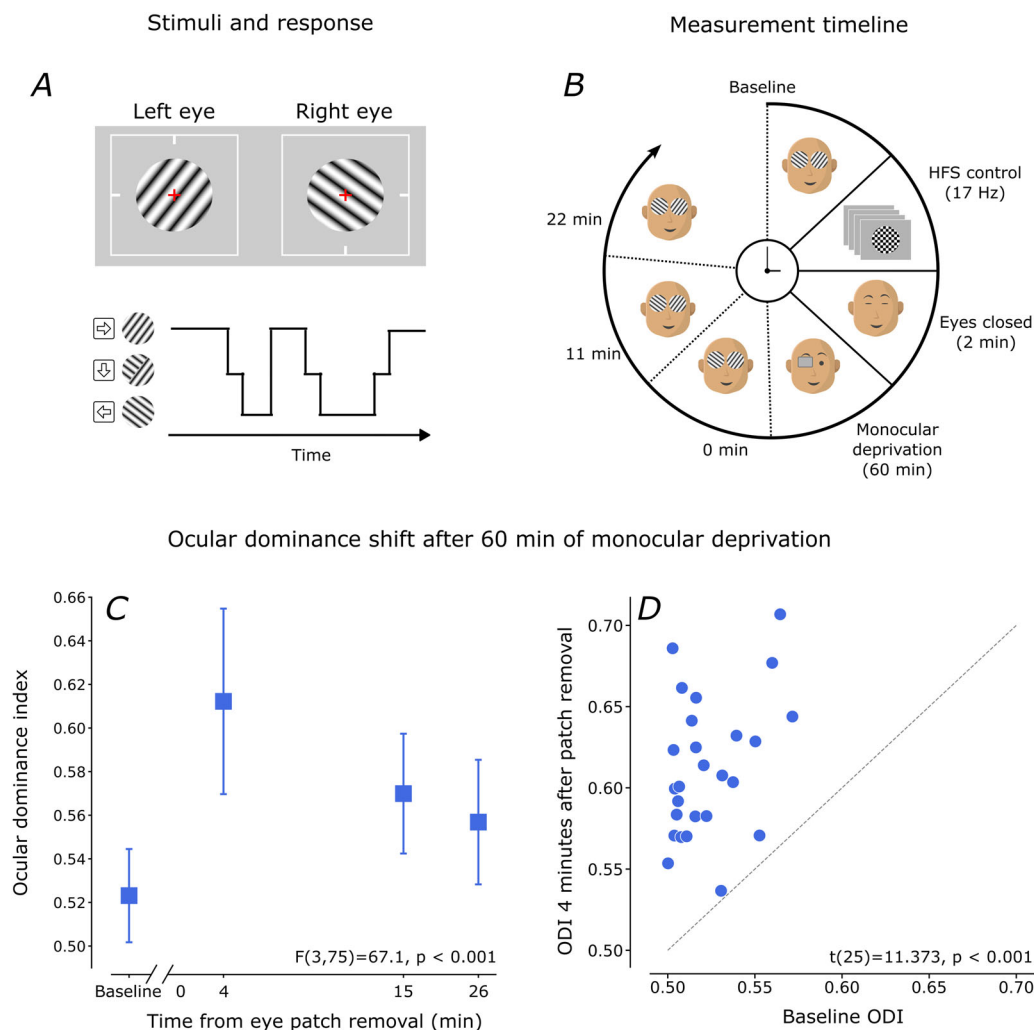 Stimuli and response
Measurement timeline
A
Left eye
Right eye
Time
B
Baseline
HFS control
(17 Hz)
Eyes closed
(2 min)
Monocular
deprivation
(60 min)
0 min
11 min
22 min
Ocular dominance shift after 60 min of monocular deprivation
C
Ocular dominance index
0.66
0.64
0.62
0.60
0.58
0.56
0.54
0.52
0.50
F(3,75)=67.1, p < 0.001
Baseline
0
4
15
26
Time from eye patch removal (min)
D
ODI 4 minutes after patch removal
0.70
0.65
0.60
0.55
0.50
t(25)=11.373, p < 0.001
0.50
0.55
0.60
0.65
0.70
Baseline ODI